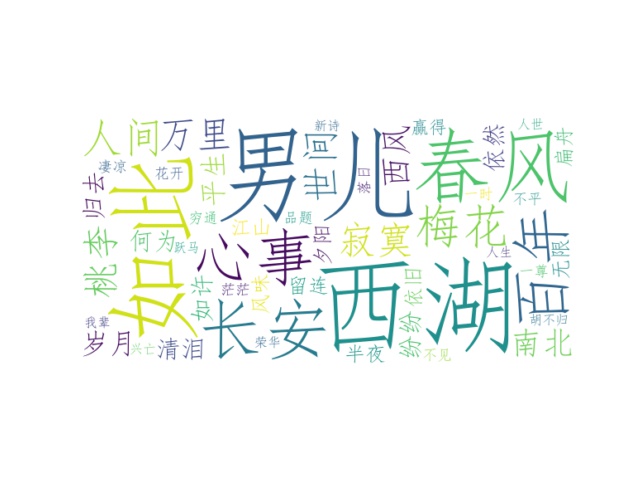 人间
万里
男儿
新诗
世间
西风
赢得
春风
依然
人世
扁舟
凄凉
花开
平生
落日
一时
不平
归去
如此
穷通
品题
江山
夕阳
寂寞
梅花
百年
桃李
何为
跃马
心事
人生
一尊
无限
如许
茫茫
风味
留连
西湖
依旧
纷纷
我辈
长安
胡不归
岁月
兴亡
清泪
荣华
半夜
不见
南北